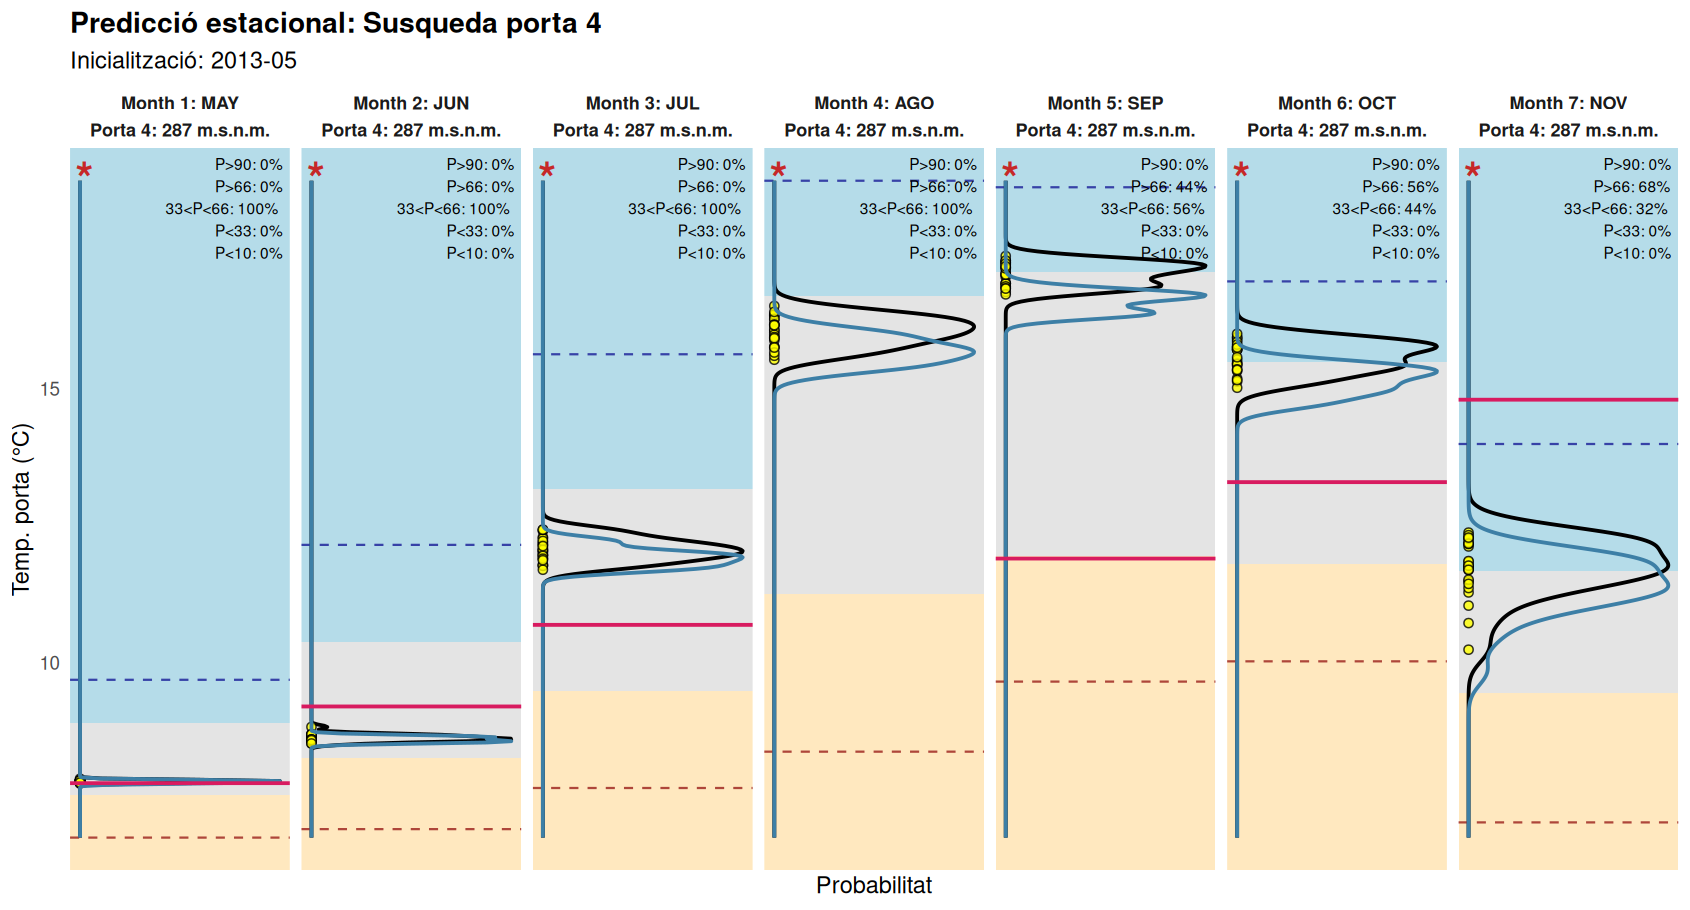 Predicció estacional: Susqueda porta 4
Inicialització: 2013-05
Month 1: MAY
Porta 4: 287 m.s.n.m.
Month 2: JUN
Porta 4: 287 m.s.n.m.
Month 3: JUL
Porta 4: 287 m.s.n.m.
Month 4: AGO
Porta 4: 287 m.s.n.m.
Month 5: SEP
Porta 4: 287 m.s.n.m.
Month 6: OCT
Porta 4: 287 m.s.n.m.
Month 7: NOV
Porta 4: 287 m.s.n.m.
*
P>90: 0%
P>66: 0%
33<P<66: 100%
P<33: 0%
P<10: 0%
*
P>90: 0%
P>66: 0%
33<P<66: 100%
P<33: 0%
P<10: 0%
*
P>90: 0%
P>66: 0%
33<P<66: 100%
P<33: 0%
P<10: 0%
*
P>90: 0%
P>66: 0%
33<P<66: 100%
P<33: 0%
P<10: 0%
*
P>90: 0%
P>66: 44%
33<P<66: 56%
P<33: 0%
P<10: 0%
*
P>90: 0%
P>66: 56%
33<P<66: 44%
P<33: 0%
P<10: 0%
*
P>90: 0%
P>66: 68%
33<P<66: 32%
P<33: 0%
P<10: 0%
15
10
Temp. porta (°C)
Probabilitat